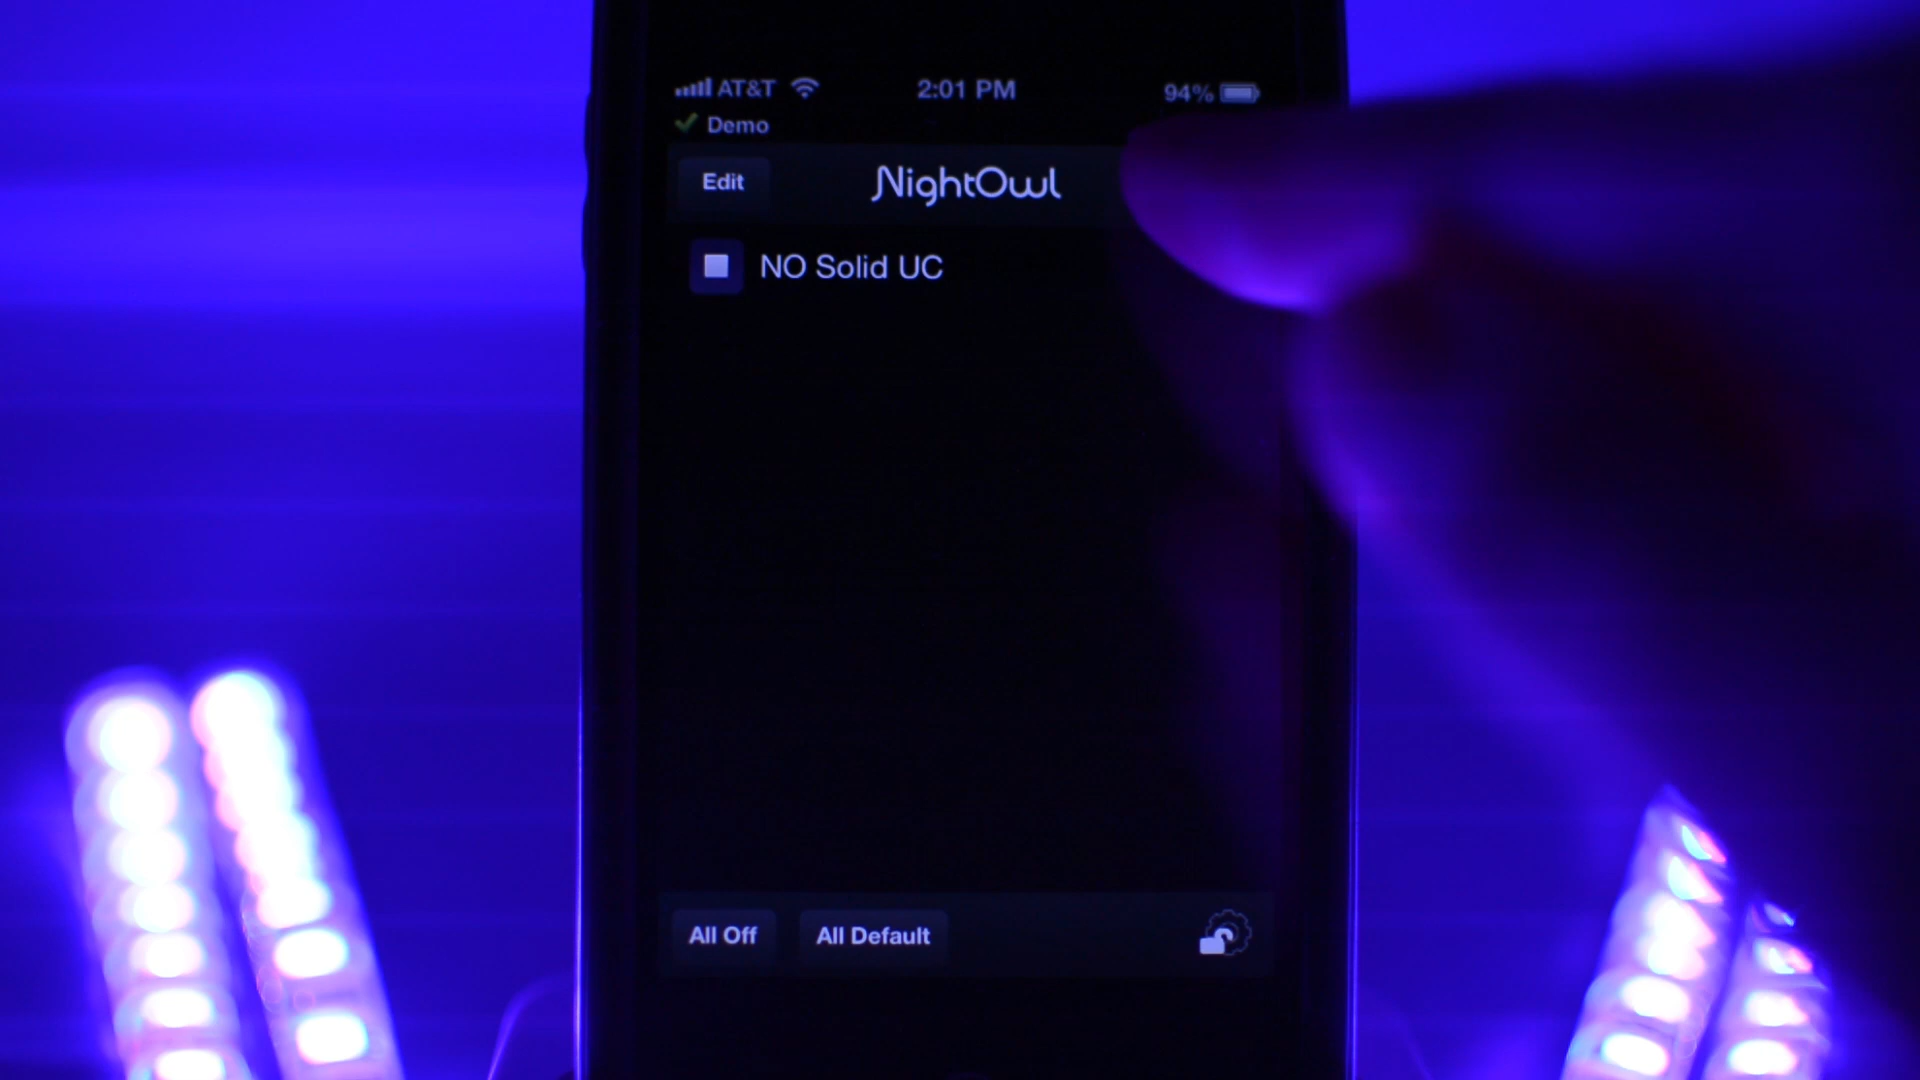 AT&T 2:01 PM 94%
Demo
Edit NightOwl
NO Solid UC
All Off All Default